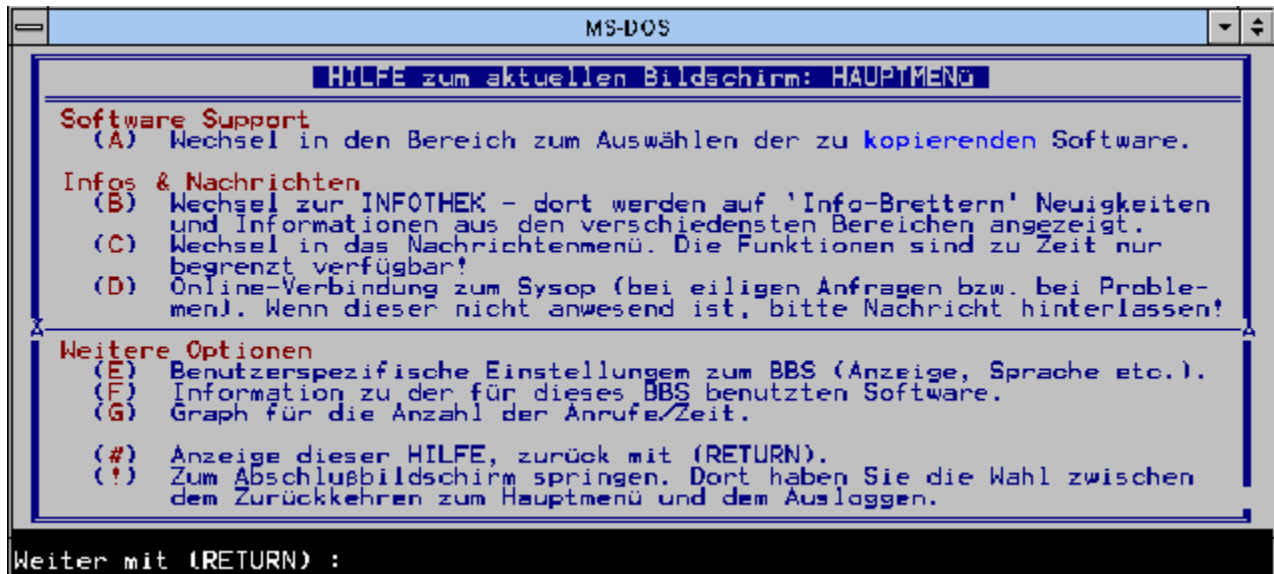 MS-DOS
HILFE zum aktuellen Bildschirm: HAUPTMENü
Software Support
(A) Wechsel in den Bereich zum Auswählen der zu kopierenden Software.
Infos & Nachrichten
(B) Wechsel zur INFOTHEK - dort werden auf 'Info-Brettern' Neuigkeiten
und Informationen aus den verschiedensten Bereichen angezeigt.
(C) Wechsel in das Nachrichtenmenü. Die Funktionen sind zu Zeit nur
begrenzt verfügbar!
(D) Online-Verbindung zum Sysop (bei eiligen Anfragen bzw. bei Proble-
men). Wenn dieser nicht anwesend ist, bitte Nachricht hinterlassen!
Weitere Optionen
(E) Benutzerspezifische Einstellungem zum BBS (Anzeige, Sprache etc.).
(F) Information zu der für dieses BBS benutzten Software.
(G) Graph für die Anzahl der Anrufe/Zeit.
(#) Anzeige dieser HILFE, zurück mit (RETURN).
(!) Zum Abschlußbildschirm springen. Dort haben Sie die Wahl zwischen
dem Zurückkehren zum Hauptmenü und dem Ausloggen.
Weiter mit (RETURN) :